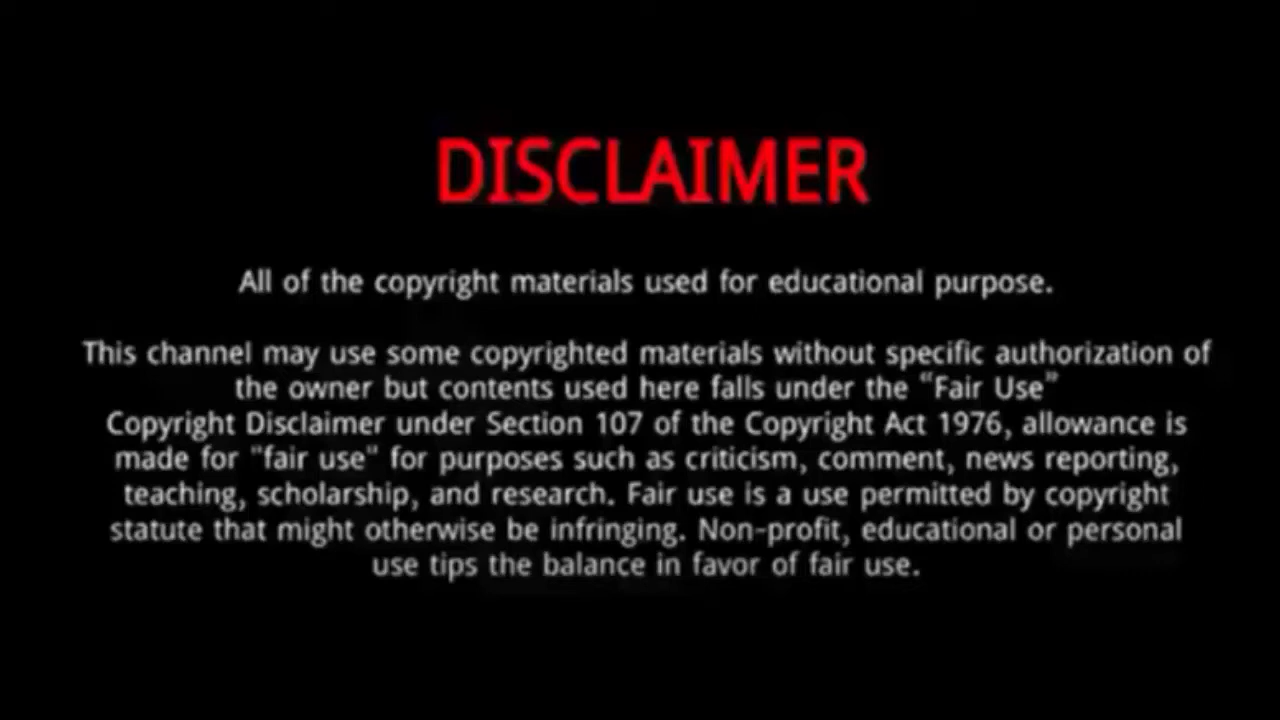 DISCLAIMER
All of the copyright materials used for educational purpose.
This channel may use some copyrighted materials without specific authorization of
the owner but contents used here falls under the “Fair Use”
Copyright Disclaimer under Section 107 of the Copyright Act 1976, allowance is
made for "fair use" for purposes such as criticism, comment, news reporting,
teaching, scholarship, and research. Fair use is a use permitted by copyright
statute that might otherwise be infringing. Non-profit, educational or personal
use tips the balance in favor of fair use.